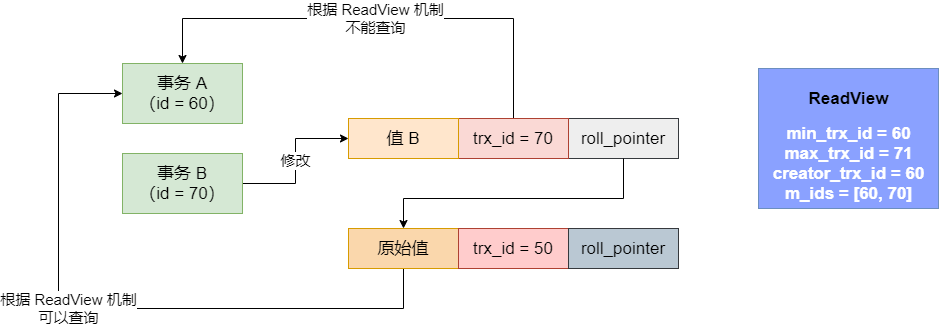 根据 ReadView 机制
不能查询
事务 A
（id = 60）
ReadView
min_trx_id = 60
max_trx_id = 71
creator_trx_id = 60
m_ids = [60, 70]
值 B
trx_id = 70
roll_pointer
修改
事务 B
（id = 70）
原始值
trx_id = 50
roll_pointer
根据 ReadView 机制
可以查询